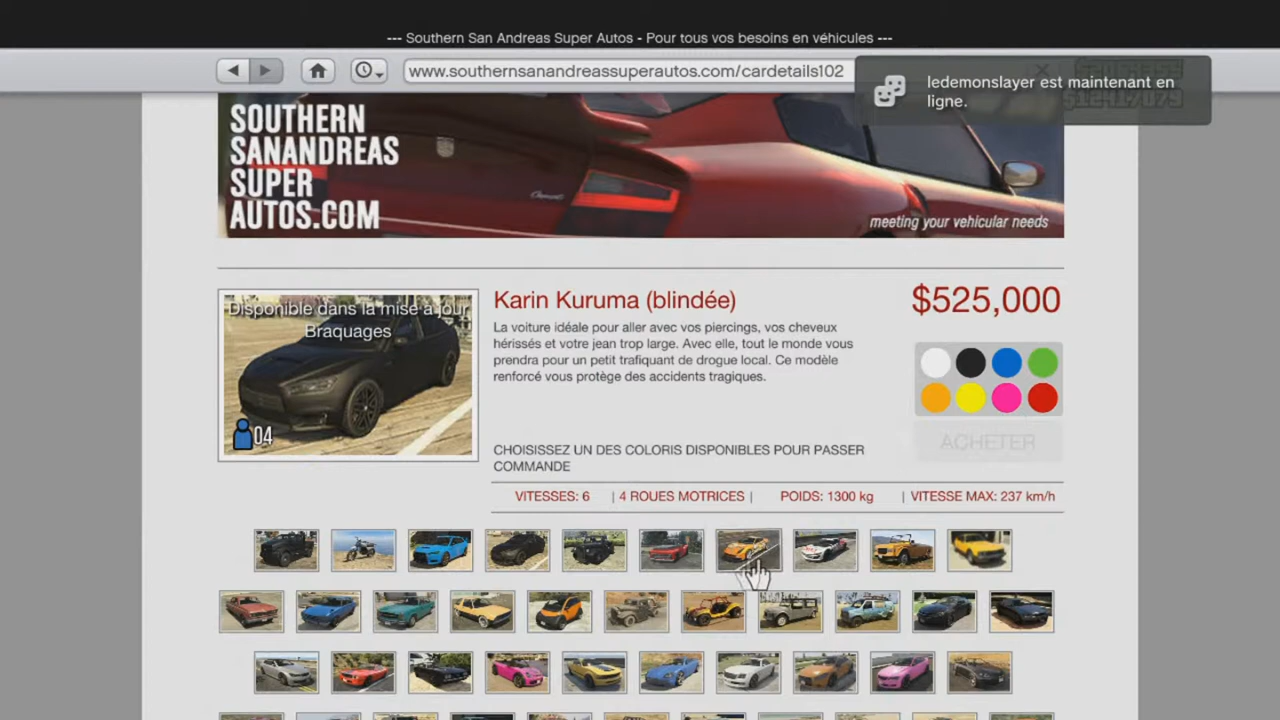 --- Southern San Andreas Super Autos - Pour tous vos besoins en véhicules ---
www.southernsanandreassuperautos.com/cardetails102
ledemonslayer est maintenant en
ligne.
SOUTHERN
SANANDREAS
SUPER
AUTOS.COM
meeting your vehicular needs
Disponible dans la mise à jour
Braquages
04
Karin Kuruma (blindée)
$525,000
La voiture idéale pour aller avec vos piercings, vos cheveux
hérissés et votre jean trop large. Avec elle, tout le monde vous
prendra pour un petit trafiquant de drogue local. Ce modèle
renforcé vous protège des accidents tragiques.
ACHETER
CHOISISSEZ UN DES COLORIS DISPONIBLES POUR PASSER
COMMANDE
VITESSES: 6 | 4 ROUES MOTRICES | POIDS: 1300 kg | VITESSE MAX: 237 km/h